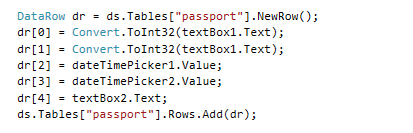 DataRow dr = ds.Tables["passport"].NewRow();
dr[0] = Convert.ToInt32(textBox1.Text);
dr[1] = Convert.ToInt32(textBox1.Text);
dr[2] = dateTimePicker1.Value;
dr[3] = dateTimePicker2.Value;
dr[4] = textBox2.Text;
ds.Tables["passport"].Rows.Add(dr);